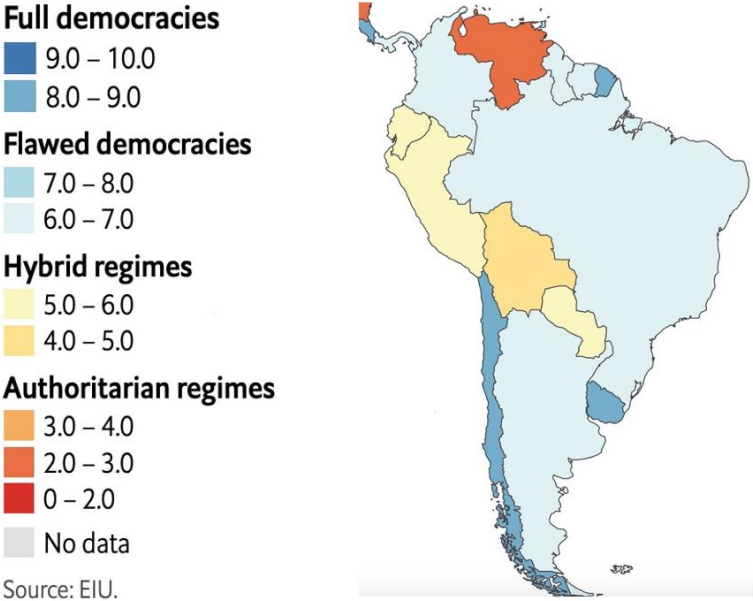 Full democracies
9.0 – 10.0
8.0 – 9.0
Flawed democracies
7.0 – 8.0
6.0 – 7.0
Hybrid regimes
5.0 – 6.0
4.0 – 5.0
Authoritarian regimes
3.0 – 4.0
2.0 – 3.0
0 – 2.0
No data
Source: EIU.